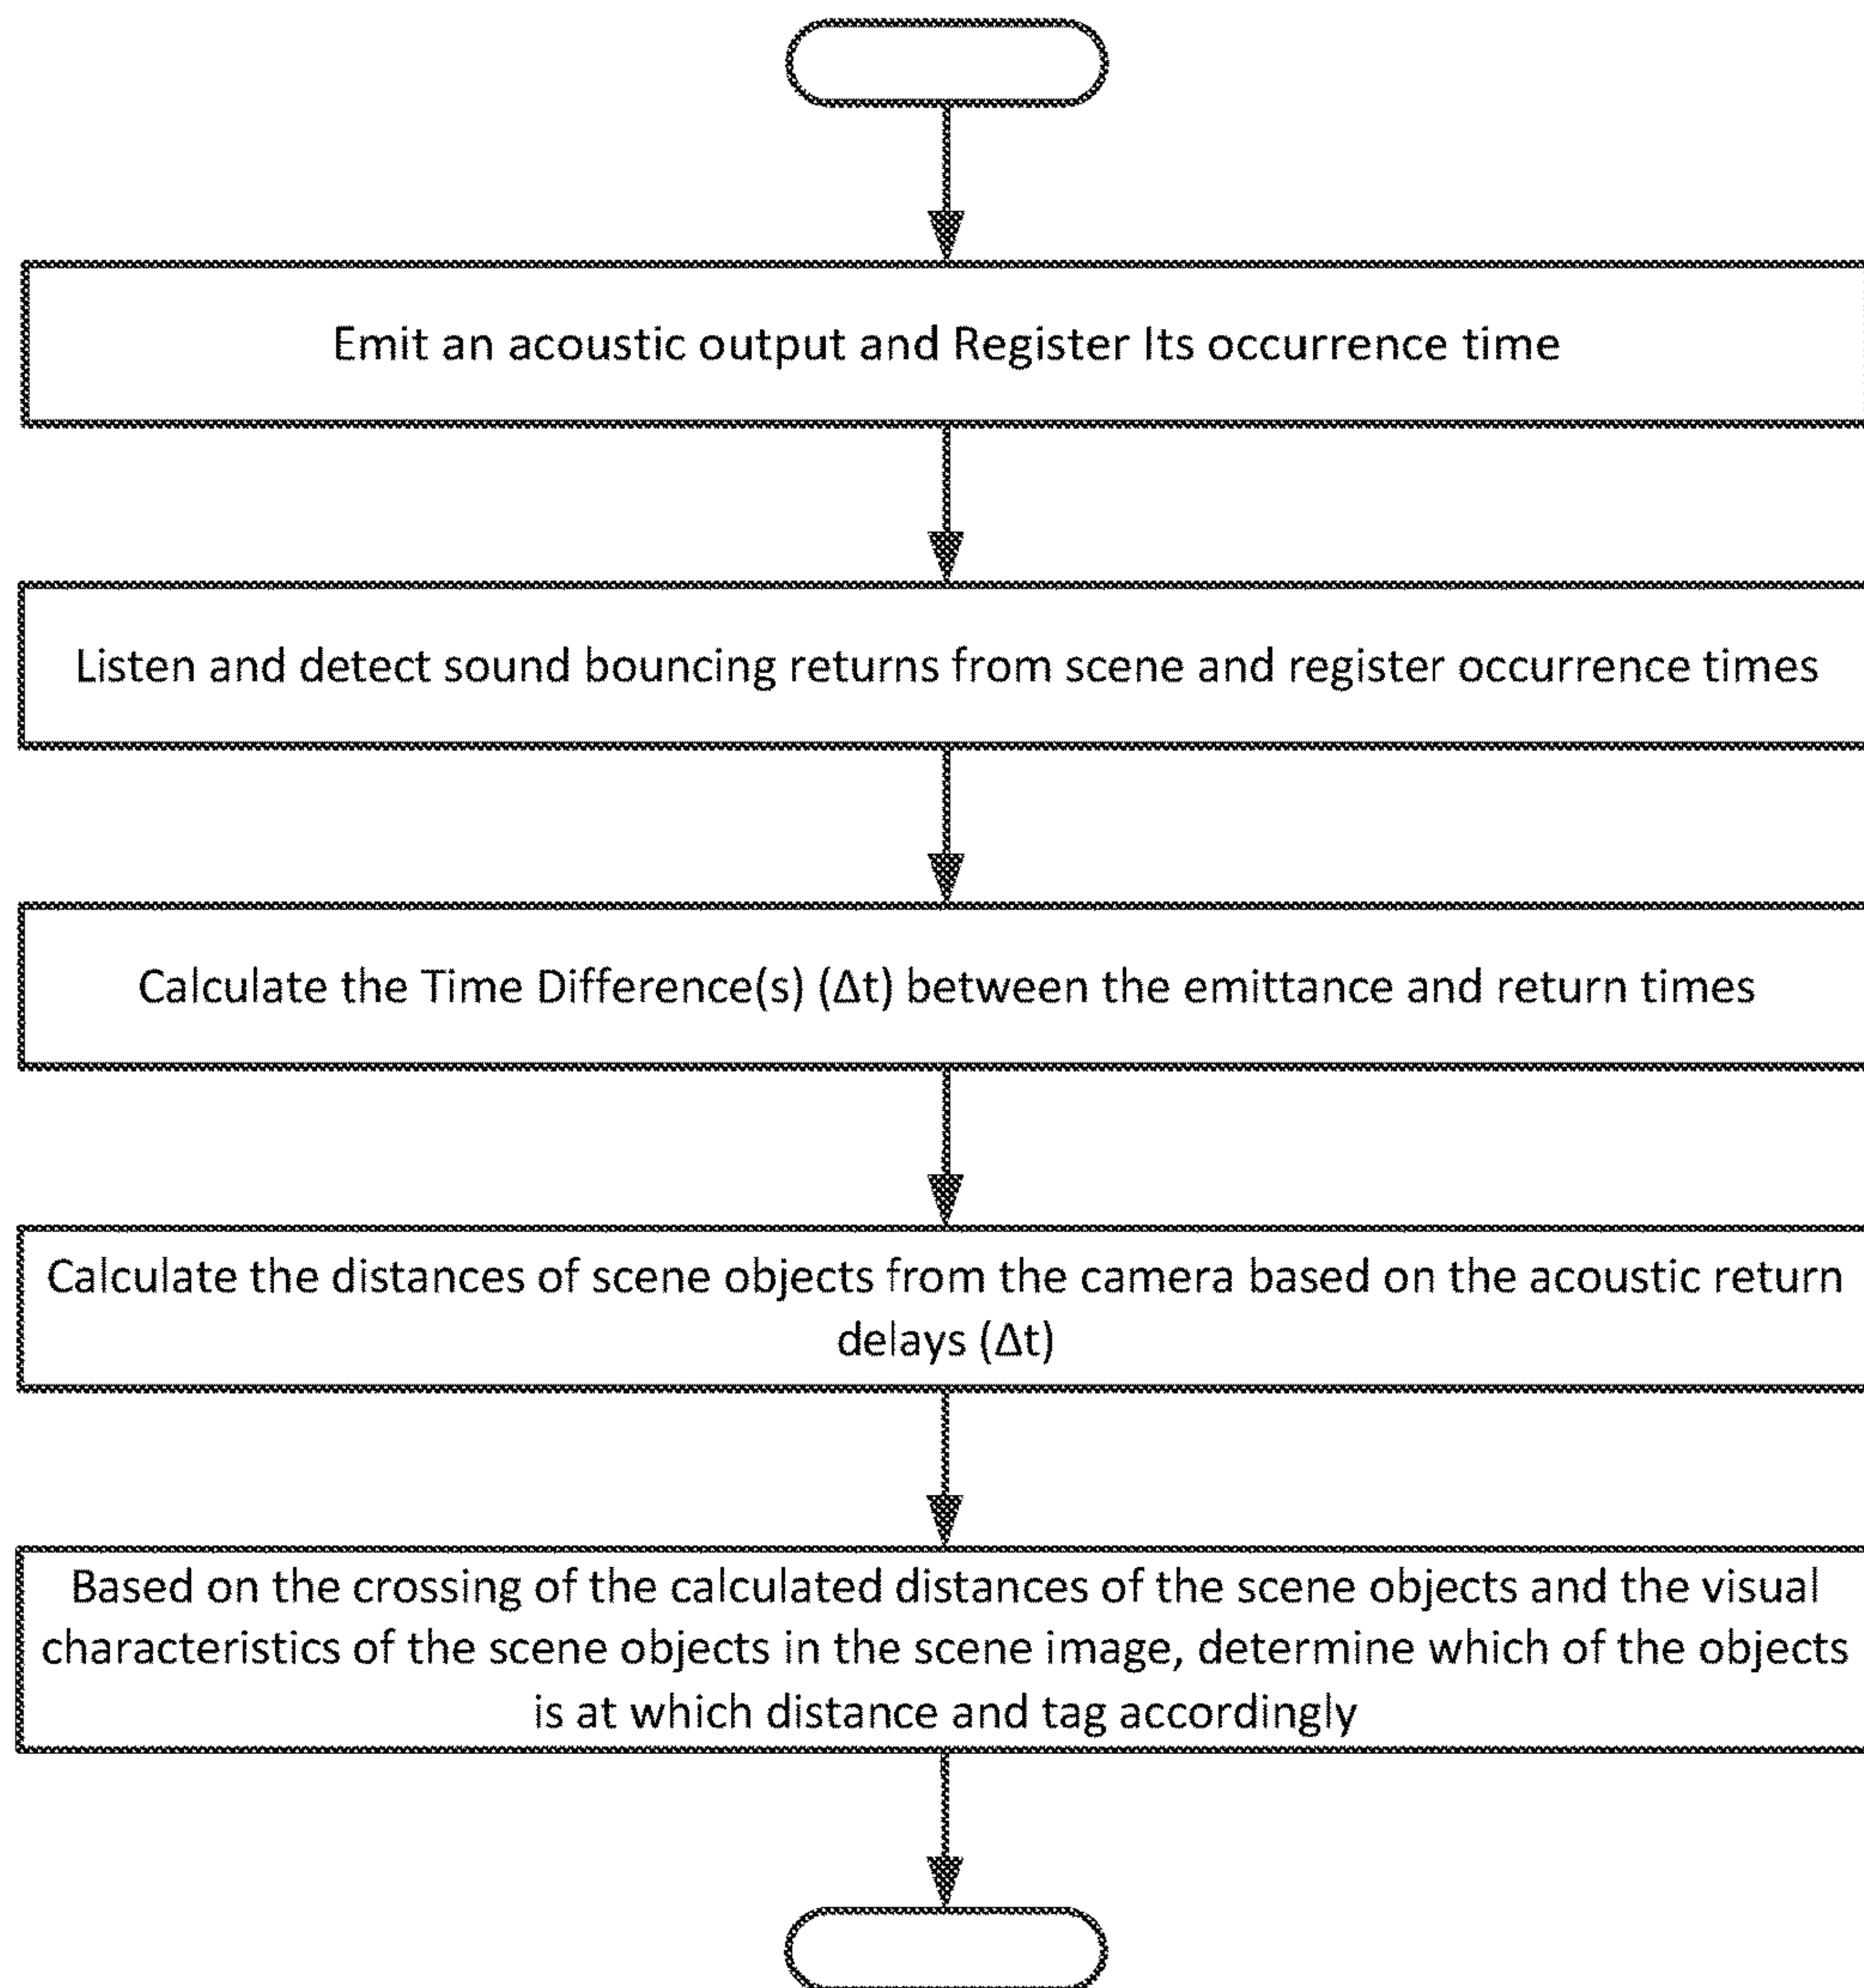 Emit an acoustic output and Register Its occurrence time
Listen and detect sound bouncing returns from scene and register occurrence times
Calculate the Time Difference(s) (Δt) between the emittance and return times
Calculate the distances of scene objects from the camera based on the acoustic return
delays (Δt)
Based on the crossing of the calculated distances of the scene objects and the visual
characteristics of the scene objects in the scene image, determine which of the objects
is at which distance and tag accordingly